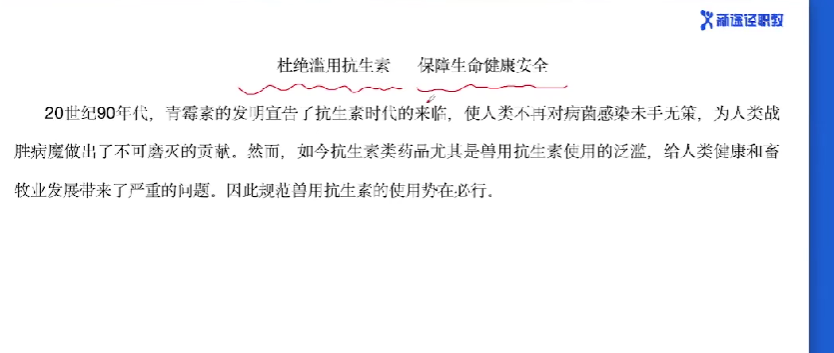 新途径职教
杜绝滥用抗生素 保障生命健康安全
20世纪90年代，青霉素的发明宣告了抗生素时代的来临，使人类不再对病菌感染未手无策，为人类战
胜病魔做出了不可磨灭的贡献。然而，如今抗生素类药品尤其是兽用抗生素使用的泛滥，给人类健康和畜
牧业发展带来了严重的问题。因此规范兽用抗生素的使用势在必行。